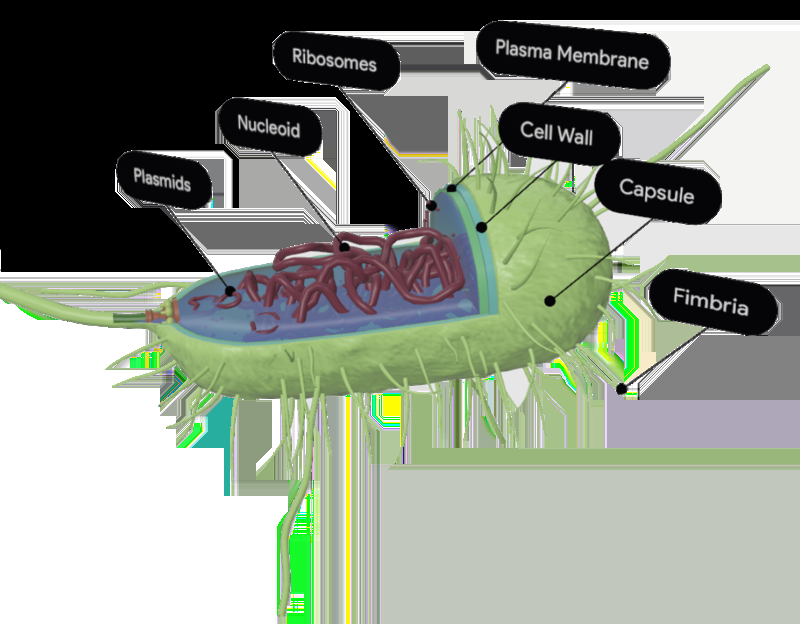 Ribosomes
Plasma Membrane
Nucleoid
Cell Wall
Plasmids
Capsule
Fimbria